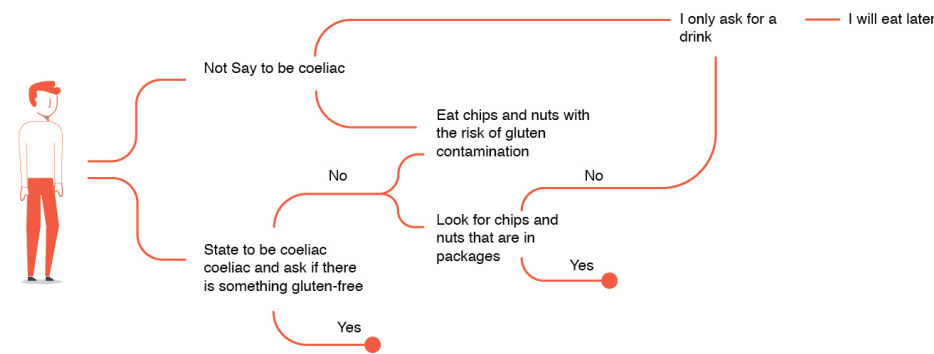 I only ask for a
drink
I will eat later
Not Say to be coeliac
Eat chips and nuts with
the risk of gluten
contamination
No
No
Look for chips and
nuts that are in
packages
State to be coeliac
coeliac and ask if there
is something gluten-free
Yes
Yes